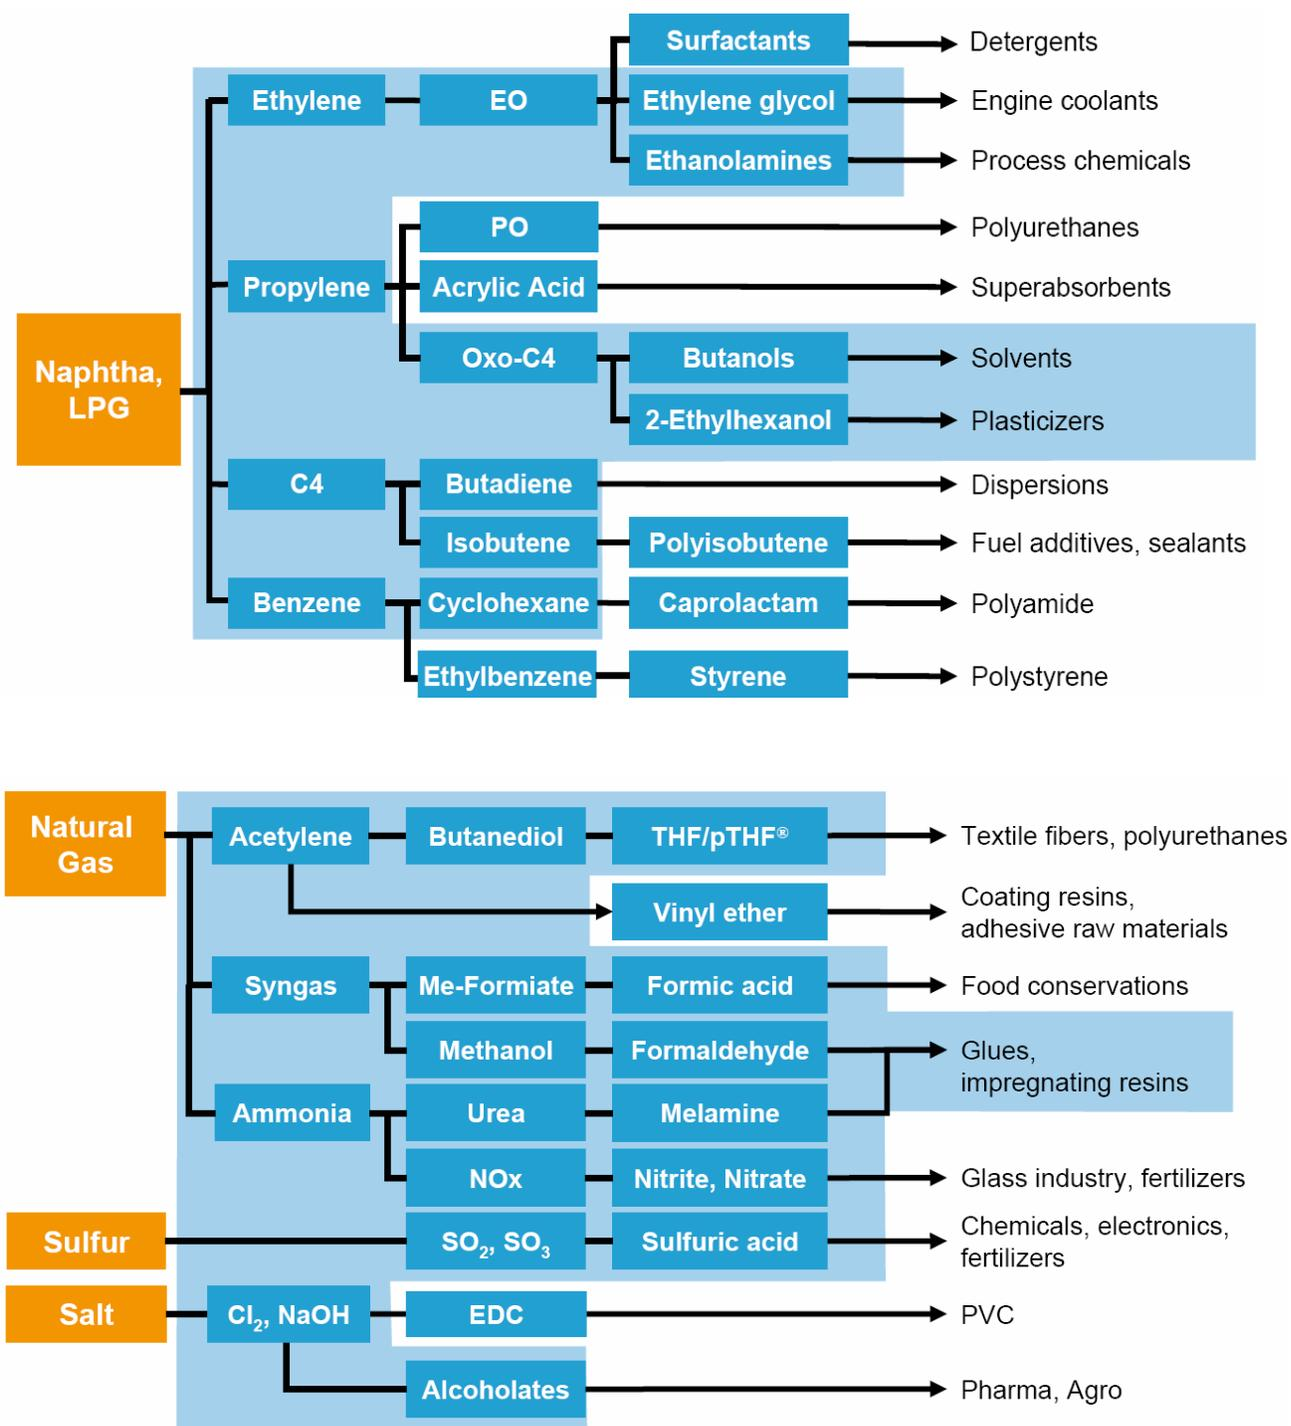 Surfactants
Detergents
Ethylene
EO
Ethylene glycol
Engine coolants
Ethanolamines
Process chemicals
PO
Polyurethanes
Propylene
Acrylic Acid
Superabsorbents
Naphtha,
LPG
Oxo-C4
Butanols
Solvents
2-Ethylhexanol
Plasticizers
C4
Butadiene
Dispersions
Isobutene
Polyisobutene
Fuel additives, sealants
Benzene
Cyclohexane
Caprolactam
Polyamide
Ethylbenzene
Styrene
Polystyrene
Natural
Gas
Acetylene
Butanediol
THF/pTHF®
Textile fibers, polyurethanes
Vinyl ether
Coating resins,
adhesive raw materials
Syngas
Me-Formiate
Formic acid
Food conservations
Methanol
Formaldehyde
Glues,
impregnating resins
Ammonia
Urea
Melamine
NOx
Nitrite, Nitrate
Glass industry, fertilizers
Sulfur
SO₂, SO₃
Sulfuric acid
Chemicals, electronics,
fertilizers
Salt
Cl₂, NaOH
EDC
PVC
Alcoholates
Pharma, Agro